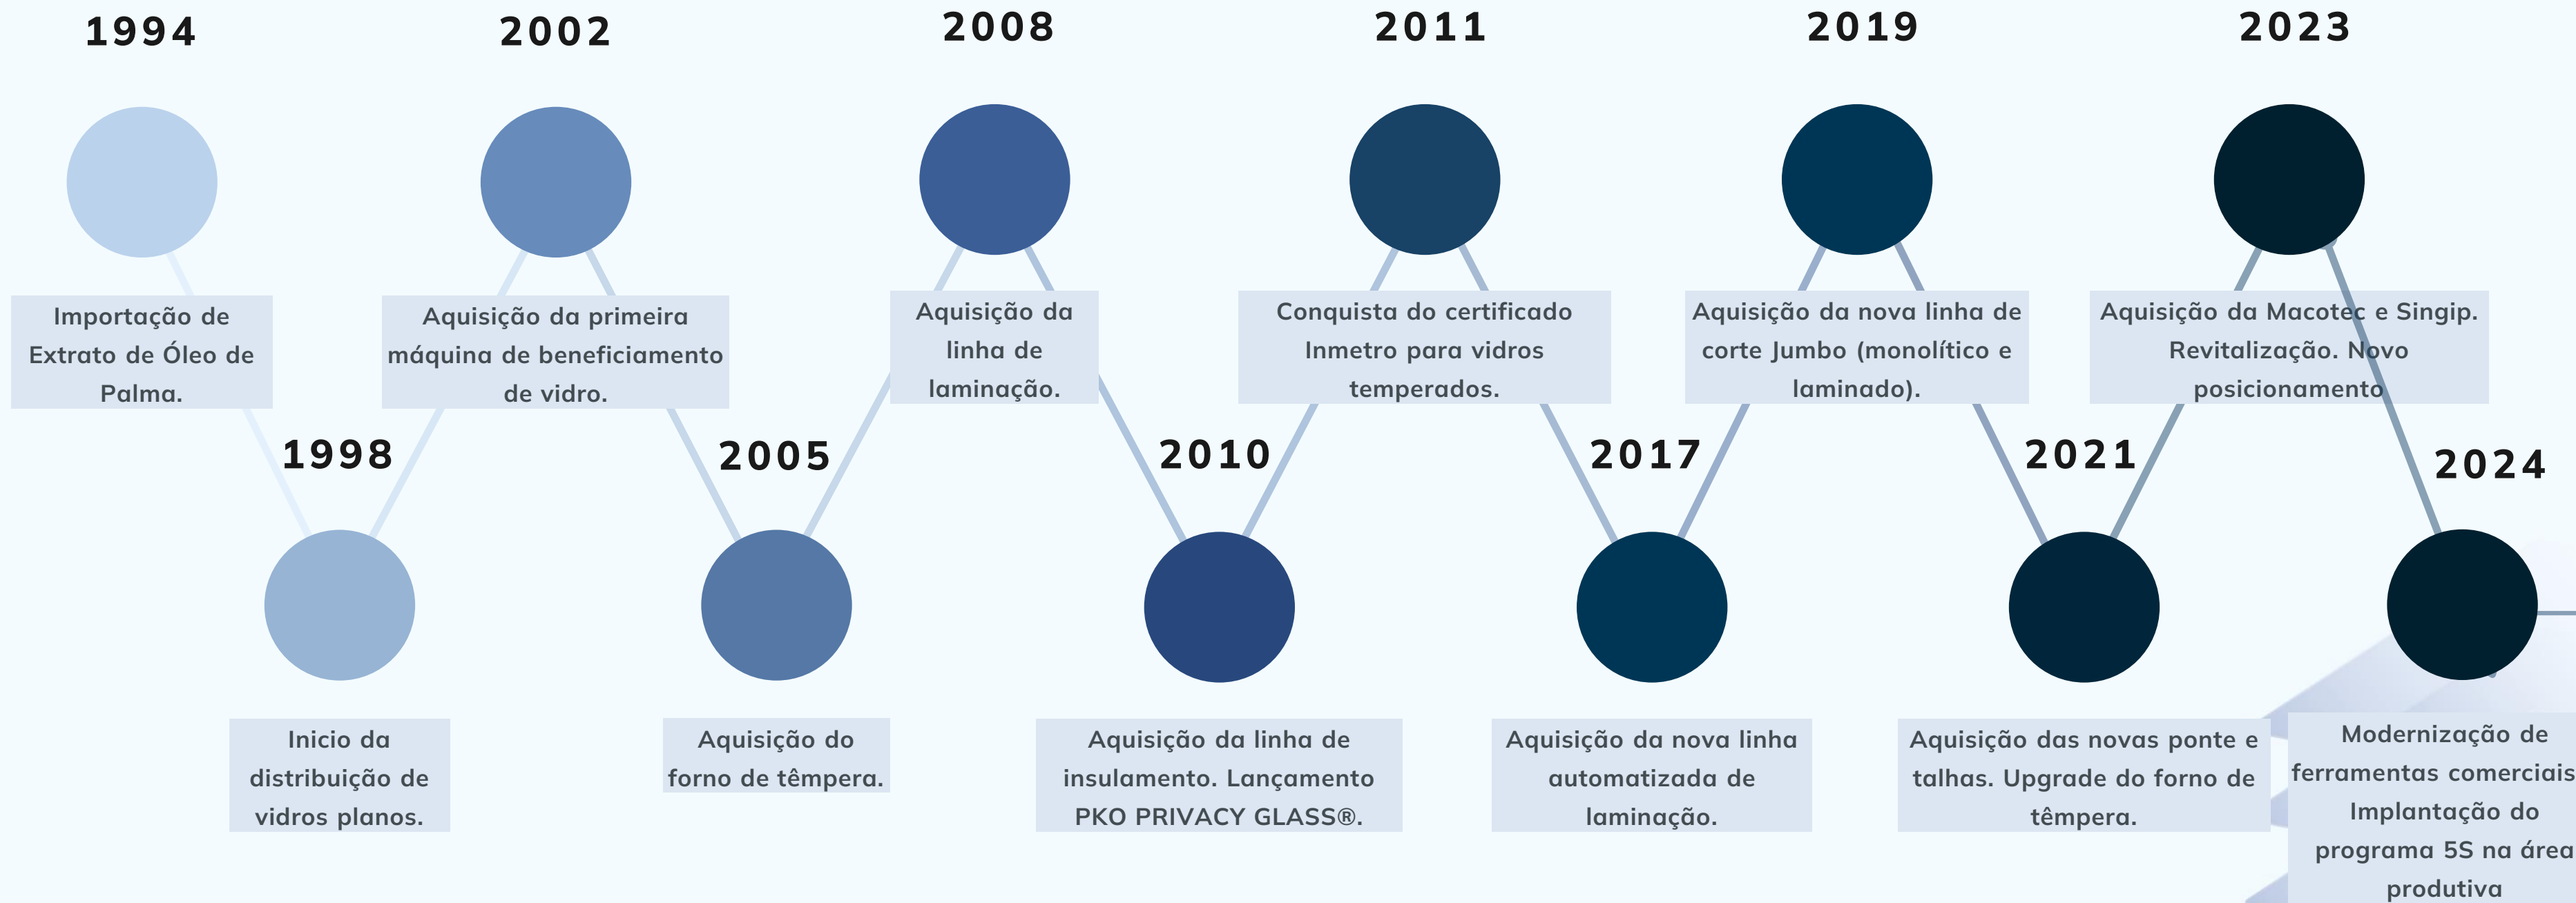 1994
Importação de
Extrato de Óleo de
Palma.
1998
Inicio da
distribuição de
vidros planos.
2002
Aquisição da primeira
máquina de beneficiamento
de vidro.
2005
Aquisição do
forno de têmpera.
2008
Aquisição da
linha de
laminação.
2010
Aquisição da linha de
insulamento. Lançamento
PKO PRIVACY GLASS®.
2011
Conquista do certificado
Inmetro para vidros
temperados.
2017
Aquisição da nova linha
automatizada de
laminação.
2019
Aquisição da nova linha de
corte Jumbo (monolítico e
laminado).
2021
Aquisição das novas ponte e
talhas. Upgrade do forno de
têmpera.
2023
Aquisição da Macotec e Singip.
Revitalização. Novo
posicionamento
2024
Modernização de
ferramentas comerciais
Implantação do
programa 5S na área
produtiva